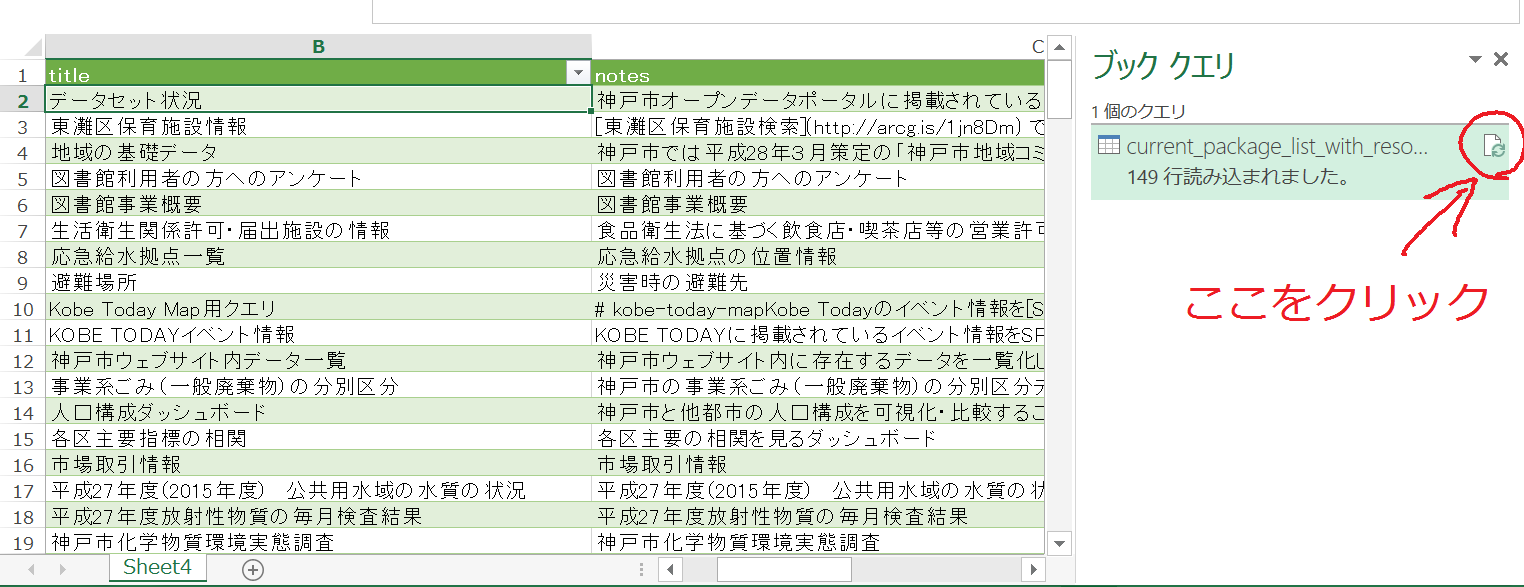 B C
1 title notes
2 データセット状況 神戸市オープンデータポータルに掲載されている
3 東灘区保育施設情報 [東灘区保育施設検索](http://arcg.is/1jn8Dm) で
4 地域の基礎データ 神戸市では平成28年3月策定の「神戸市地域コミ
5 図書館利用者の方へのアンケート 図書館利用者の方へのアンケート
6 図書館事業概要 図書館事業概要
7 生活衛生関係許可・届出施設の情報 食品衛生法に基づく飲食店・喫茶店等の営業許可
8 応急給水拠点一覧 応急給水拠点の位置情報
9 避難場所 災害時の避難先
10 Kobe Today Map用クエリ # kobe-today-mapKobe Todayのイベント情報を[S
11 KOBE TODAYイベント情報 KOBE TODAYに掲載されているイベント情報をSF
12 神戸市ウェブサイト内データ一覧 神戸市ウェブサイト内に存在するデータを一覧化し
13 事業系ごみ（一般廃棄物）の分別区分 神戸市の事業系ごみ（一般廃棄物）の分別区分
14 人口構成ダッシュボード 神戸市と他都市の人口構成を可視化・比較するこ
15 各区主要指標の相関 各区主要の相関を見るダッシュボード
16 市場取引情報 市場取引情報
17 平成27年度(2015年度)　公共用水域の水質の状況 平成27年度(2015年度)　公共用水域の水質の状
18 平成27年度放射性物質の毎月検査結果 平成27年度放射性物質の毎月検査結果
19 神戸市化学物質環境実態調査 神戸市化学物質環境実態調査
Sheet4
ブック クエリ
1 個のクエリ
current_package_list_with_reso...
149 行読み込まれました。
ここをクリック